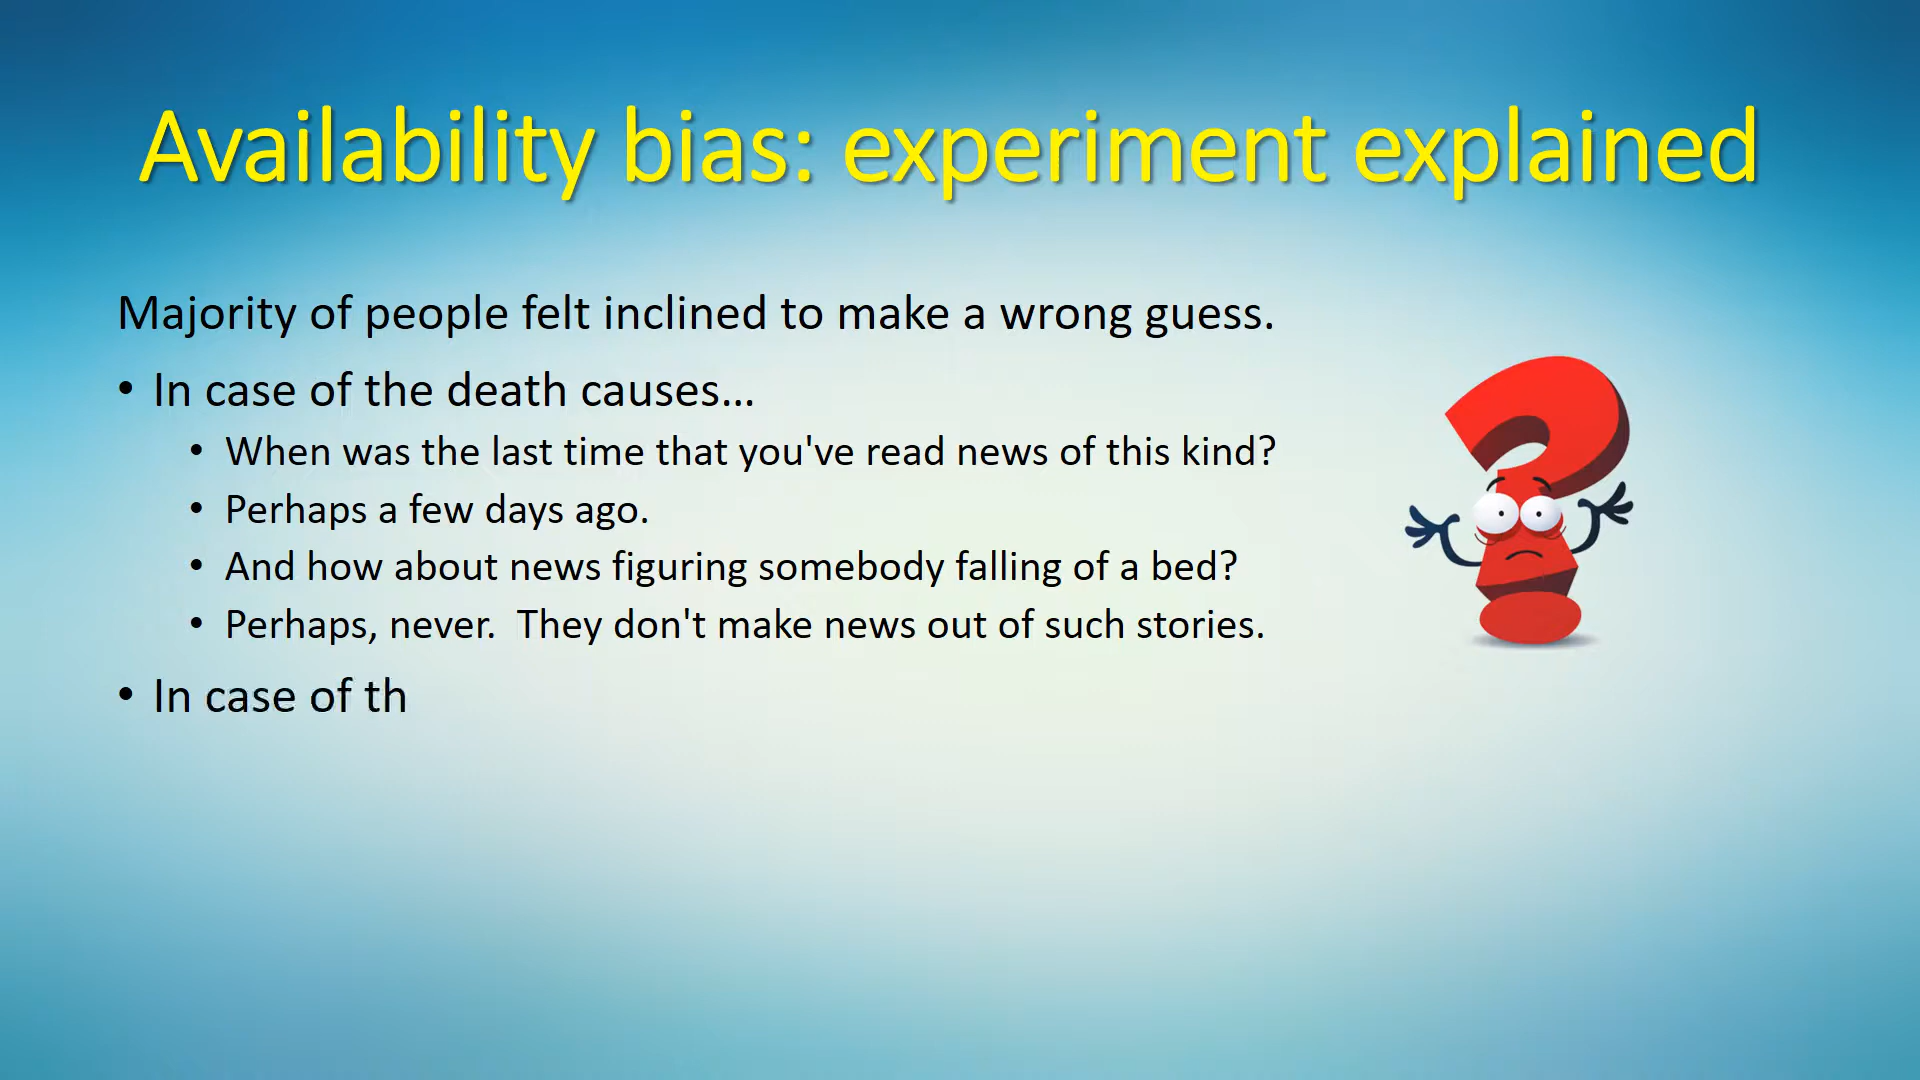 Availability bias: experiment explained
Majority of people felt inclined to make a wrong guess.
• In case of the death causes...
• When was the last time that you've read news of this kind?
• Perhaps a few days ago.
• And how about news figuring somebody falling of a bed?
• Perhaps, never.  They don't make news out of such stories.
• In case of th